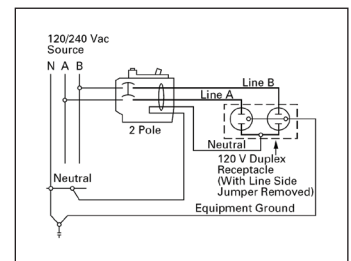 120/240 Vac
Source
N A B
Line B
Line A
2 Pole
Neutral
120 V Duplex
Receptacle
(With Line Side
Jumper Removed)
Neutral
Equipment Ground